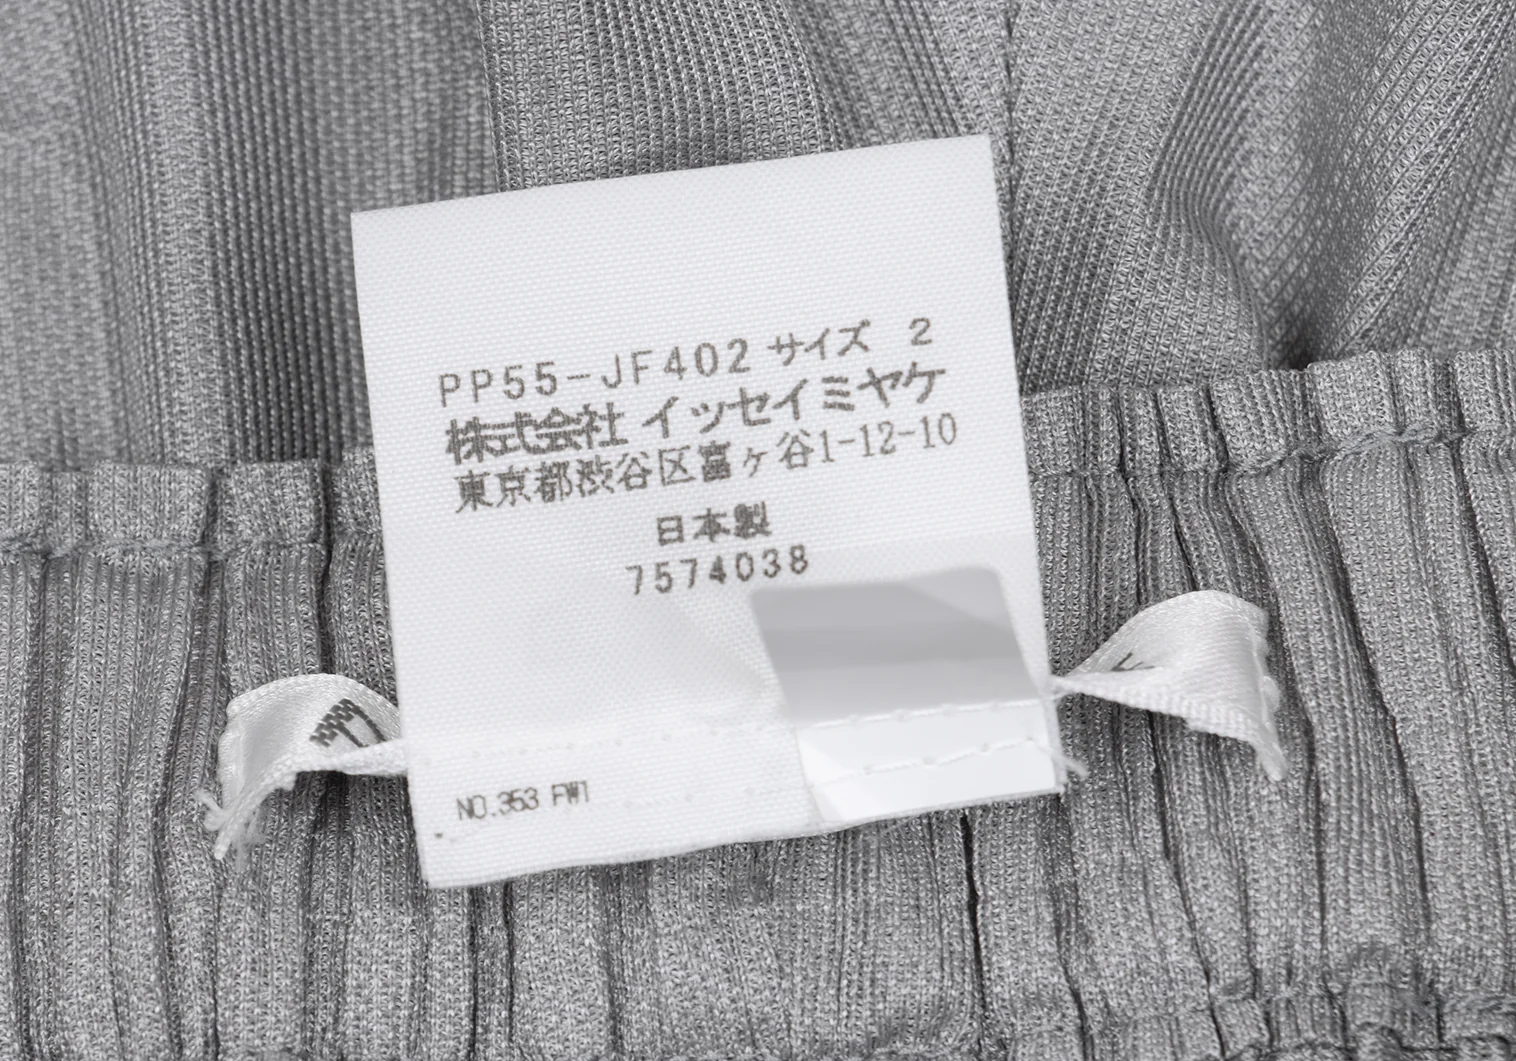 PP55-JF402 サイズ 2
株式会社 イッセイミヤケ
東京都渋谷区富ヶ谷1-12-10
日本製
7574038
NO.353 FW1